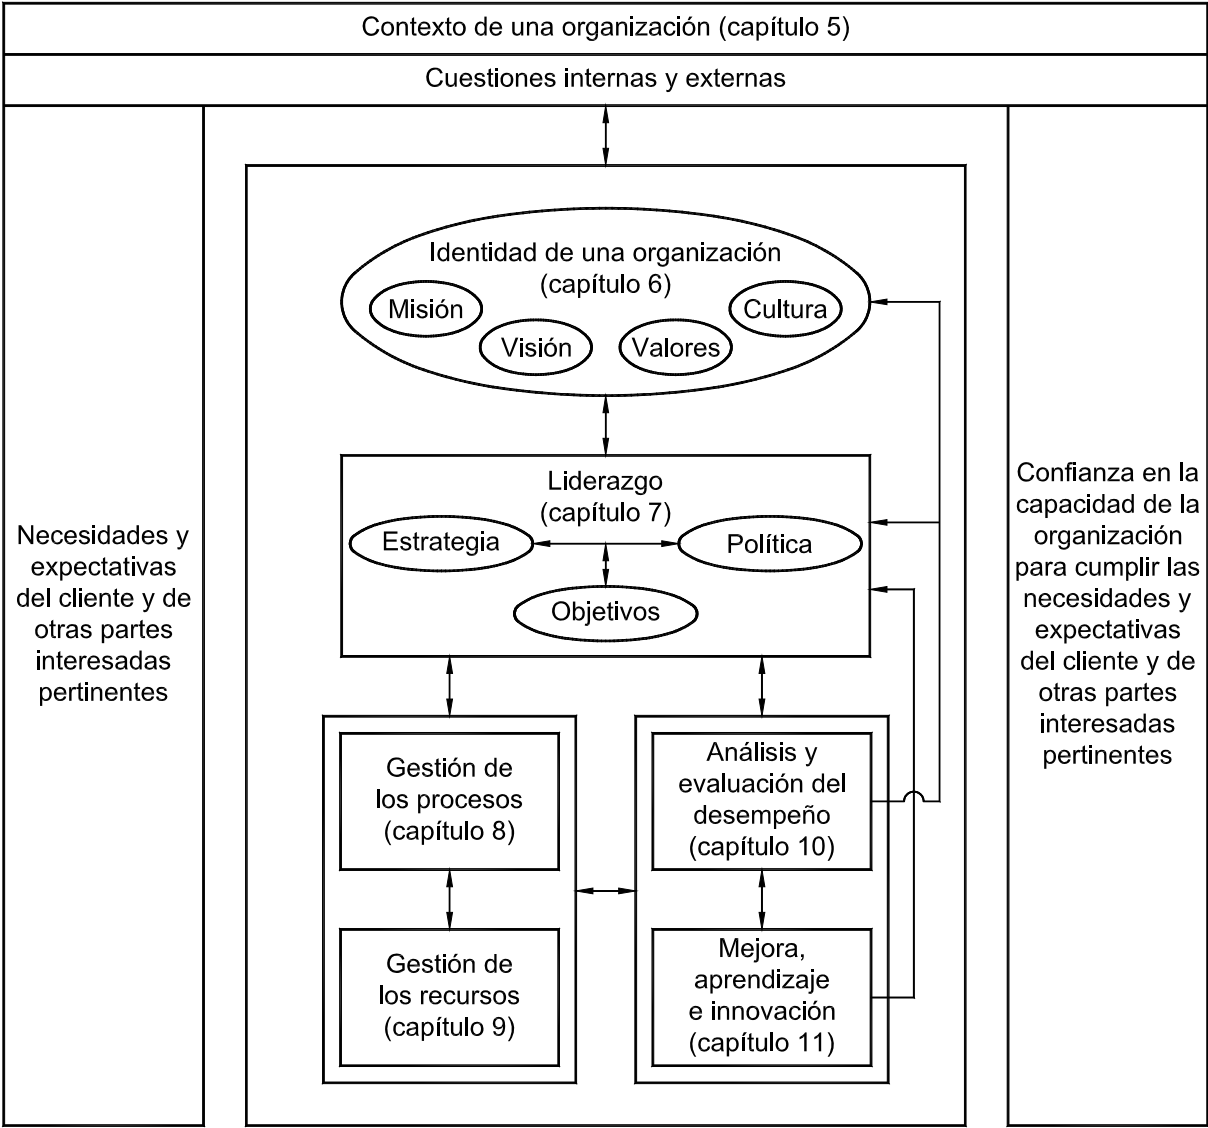 Contexto de una organización (capítulo 5)
Cuestiones internas y externas
Necesidades y
expectativas
del cliente y de
otras partes
interesadas
pertinentes
Identidad de una organización
(capítulo 6)
Misión
Visión
Valores
Cultura
Liderazgo
(capítulo 7)
Estrategia
Política
Objetivos
Gestión de
los procesos
(capítulo 8)
Gestión de
los recursos
(capítulo 9)
Análisis y
evaluación del
desempeño
(capítulo 10)
Mejora,
aprendizaje
e innovación
(capítulo 11)
Confianza en la
capacidad de la
organización
para cumplir las
necesidades y
expectativas
del cliente y de
otras partes
interesadas
pertinentes